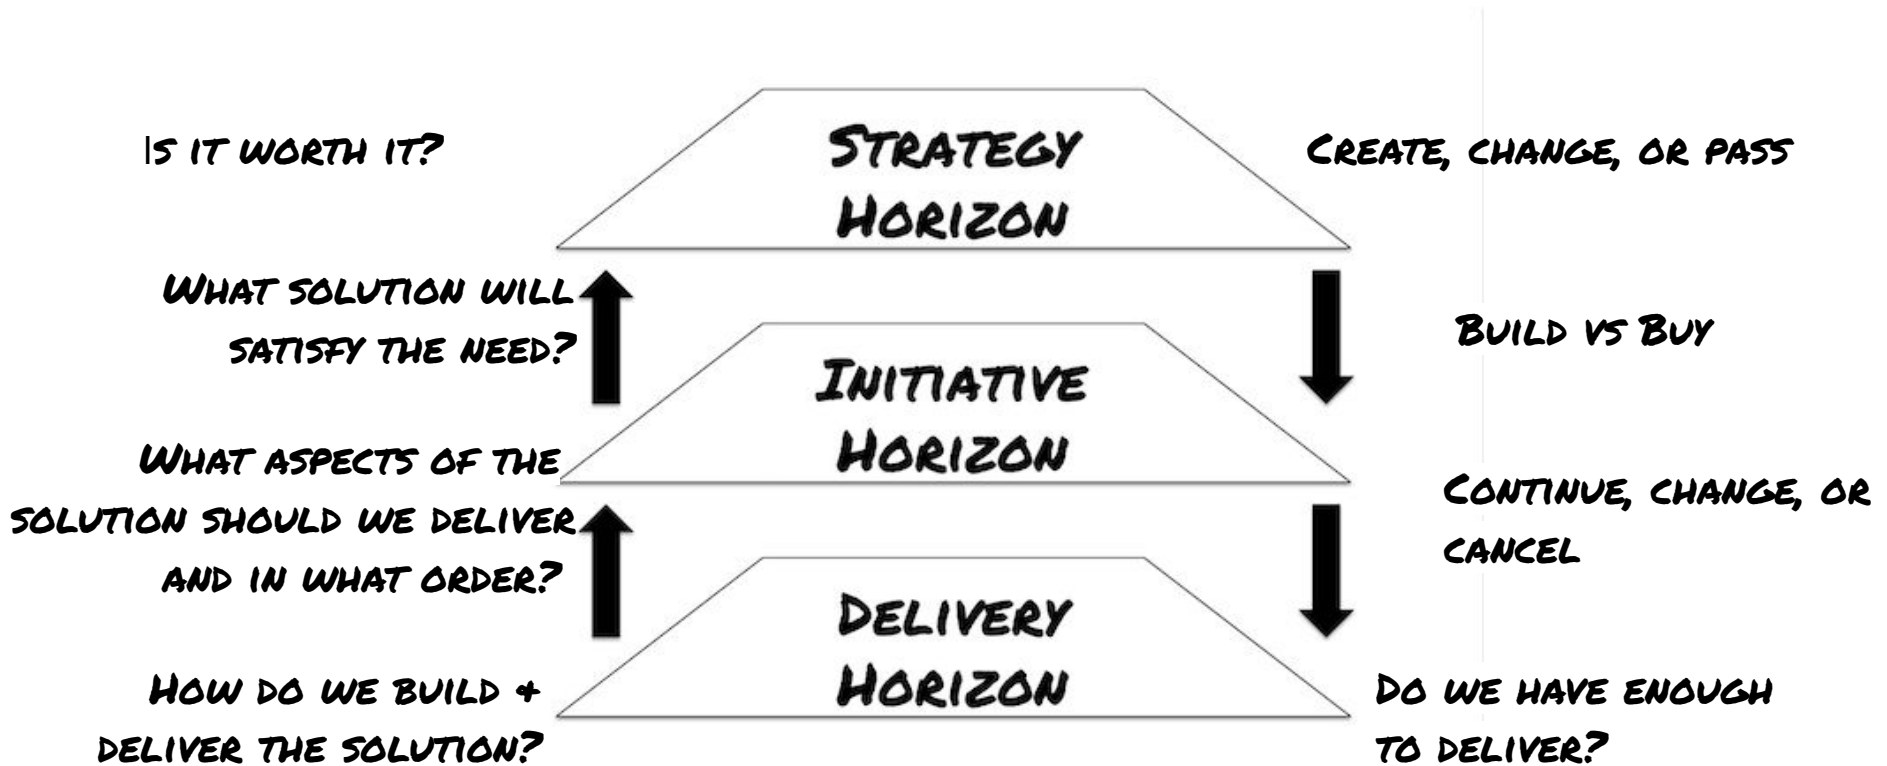 Is it worth it?
Strategy
Horizon
Create, change, or pass
What solution will
satisfy the need?
Build vs Buy
Initiative
Horizon
What aspects of the
solution should we deliver
and in what order?
Continue, change, or
cancel
Delivery
Horizon
How do we build &
deliver the solution?
Do we have enough
to deliver?